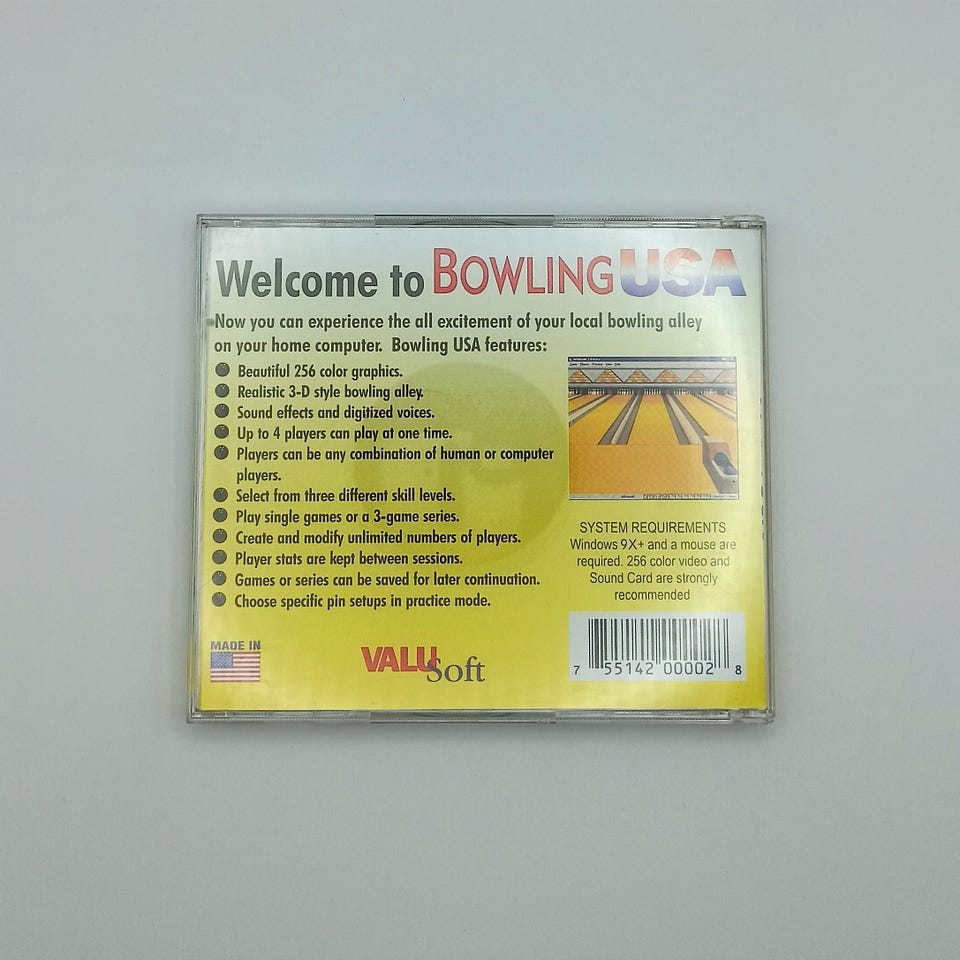 Welcome to BOWLING USA
Now you can experience the all excitement of your local bowling alley
on your home computer. Bowling USA features:
Beautiful 256 color graphics.
Realistic 3-D style bowling alley.
Sound effects and digitized voices.
Up to 4 players can play at one time.
Players can be any combination of human or computer
players.
Select from three different skill levels.
Play single games or a 3-game series.
Create and modify unlimited numbers of players.
Player stats are kept between sessions.
Games or series can be saved for later continuation.
Choose specific pin setups in practice mode.
SYSTEM REQUIREMENTS
Windows 9X+ and a mouse are
required. 256 color video and
Sound Card are strongly
recommended
MADE IN
VALUSoft
7 55142 00002 8